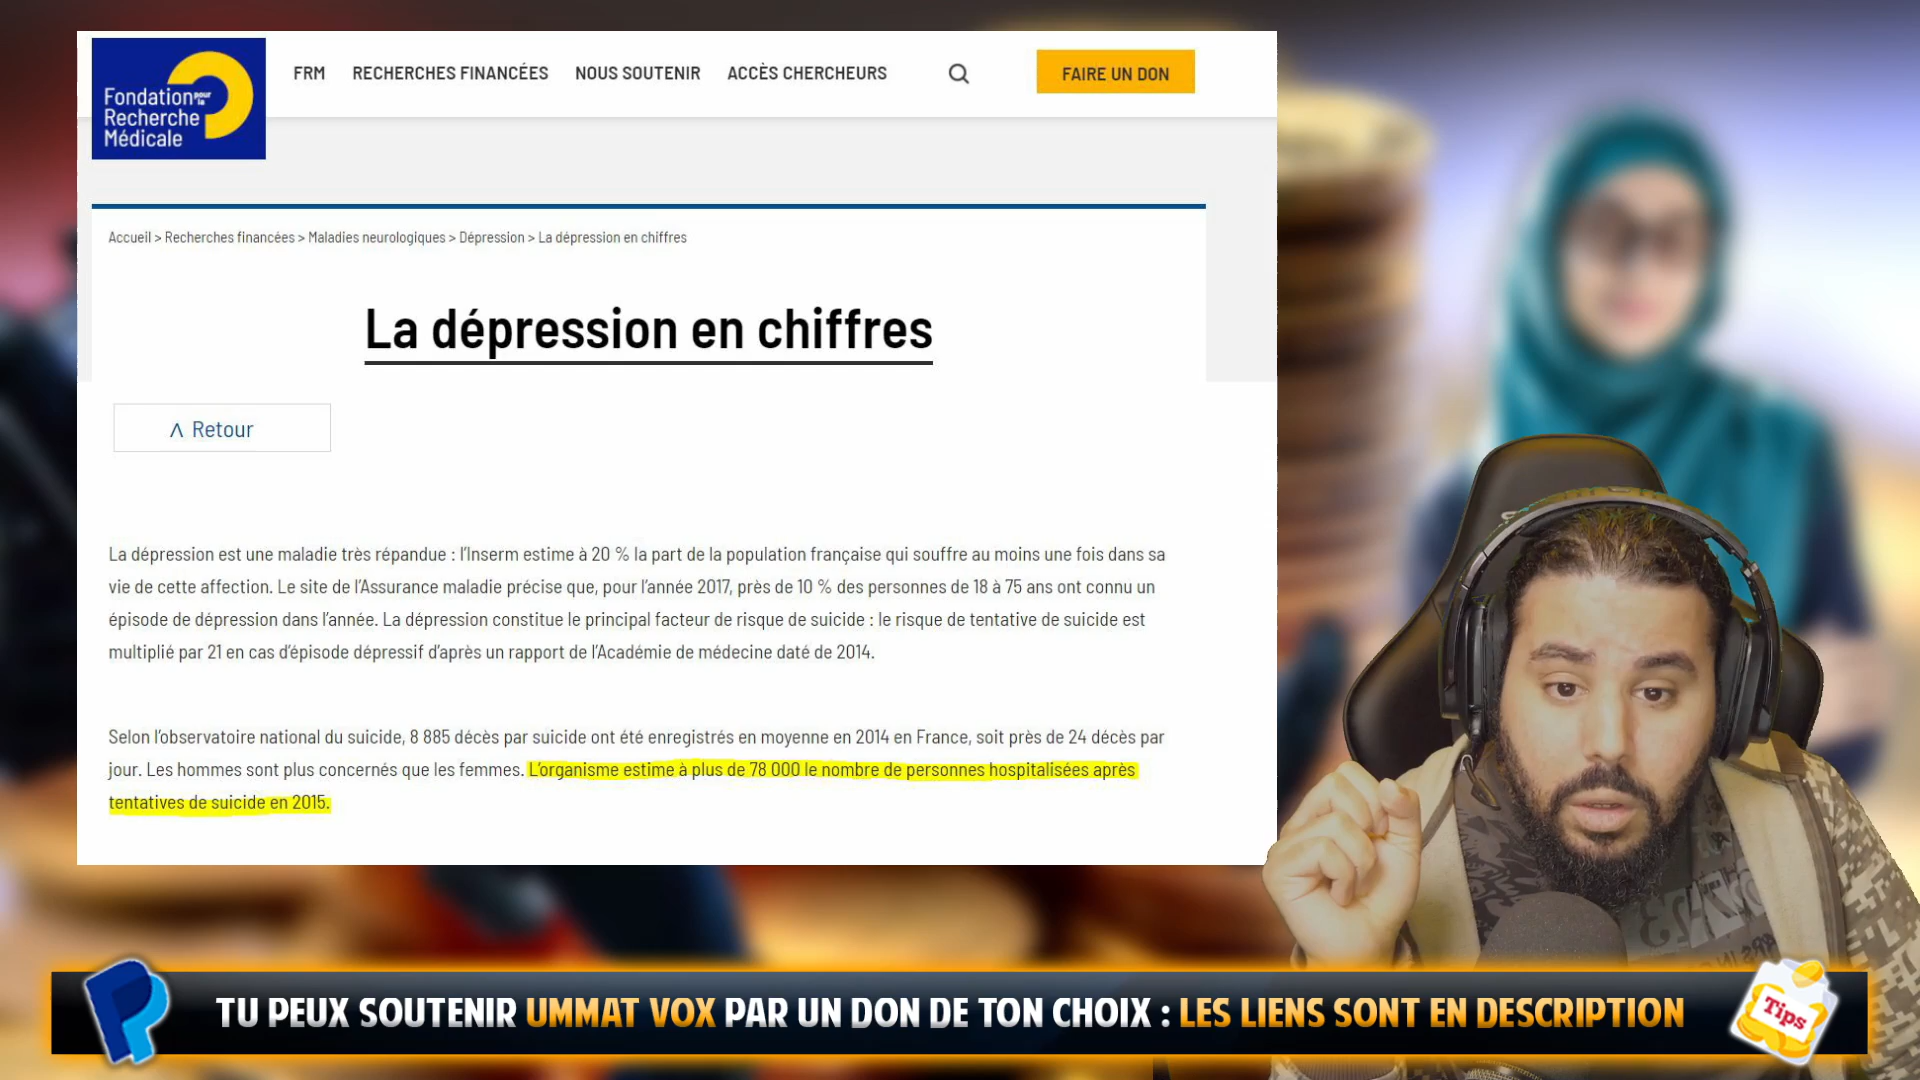 Fondation pour la
Recherche
Médicale
FRM RECHERCHES FINANCÉES NOUS SOUTENIR ACCÈS CHERCHEURS FAIRE UN DON
Accueil > Recherches financées > Maladies neurologiques > Dépression > La dépression en chiffres
La dépression en chiffres
Λ Retour
La dépression est une maladie très répandue : l'Inserm estime à 20 % la part de la population française qui souffre au moins une fois dans sa
vie de cette affection. Le site de l'Assurance maladie précise que, pour l'année 2017, près de 10 % des personnes de 18 à 75 ans ont connu un
épisode de dépression dans l'année. La dépression constitue le principal facteur de risque de suicide : le risque de tentative de suicide est
multiplié par 21 en cas d'épisode dépressif d'après un rapport de l'Académie de médecine daté de 2014.
Selon l'observatoire national du suicide, 8 885 décès par suicide ont été enregistrés en moyenne en 2014 en France, soit près de 24 décès par
jour. Les hommes sont plus concernés que les femmes. L'organisme estime à plus de 78 000 le nombre de personnes hospitalisées après
tentatives de suicide en 2015.
TU PEUX SOUTENIR UMMAT VOX PAR UN DON DE TON CHOIX : LES LIENS SONT EN DESCRIPTION
Tips